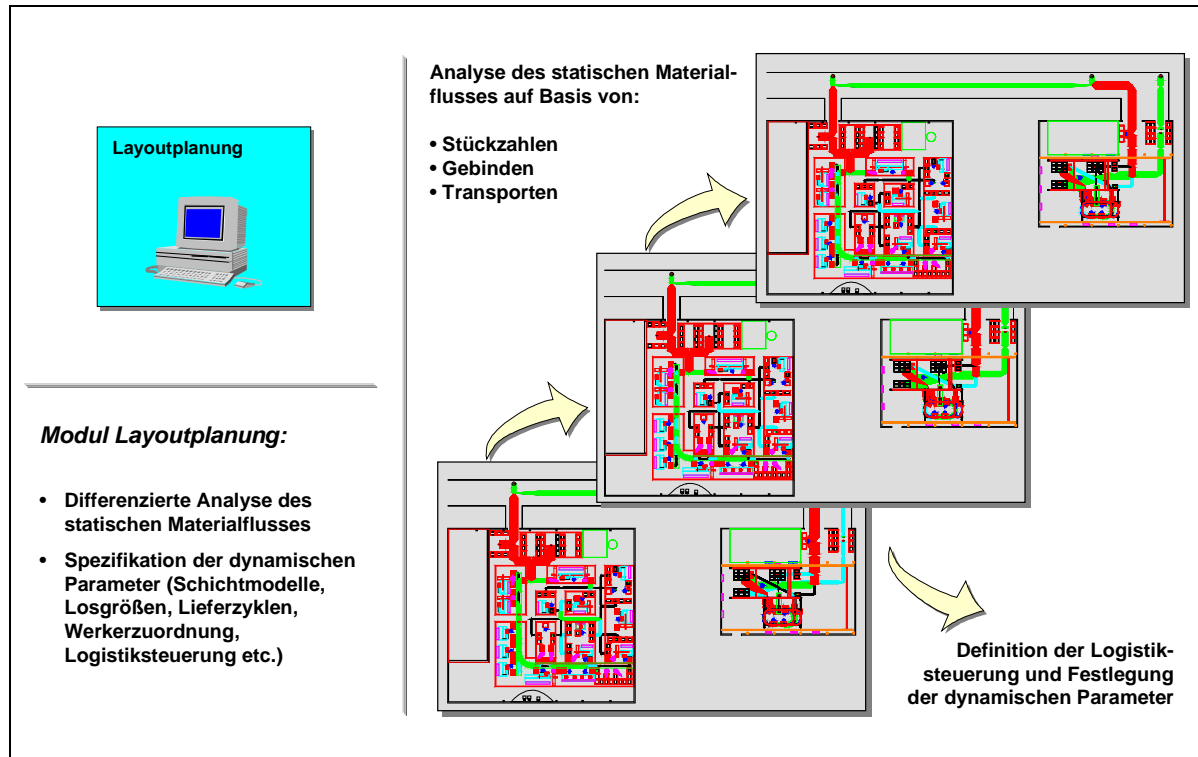 Layoutplanung
Modul Layoutplanung:
• Differenzierte Analyse des
statischen Materialflusses
• Spezifikation der dynamischen
Parameter (Schichtmodelle,
Losgrößen, Lieferzyklen,
Werkerzuordnung,
Logistiksteuerung etc.)
Analyse des statischen Material-
flusses auf Basis von:
• Stückzahlen
• Gebinden
• Transporten
Definition der Logistik-
steuerung und Festlegung
der dynamischen Parameter